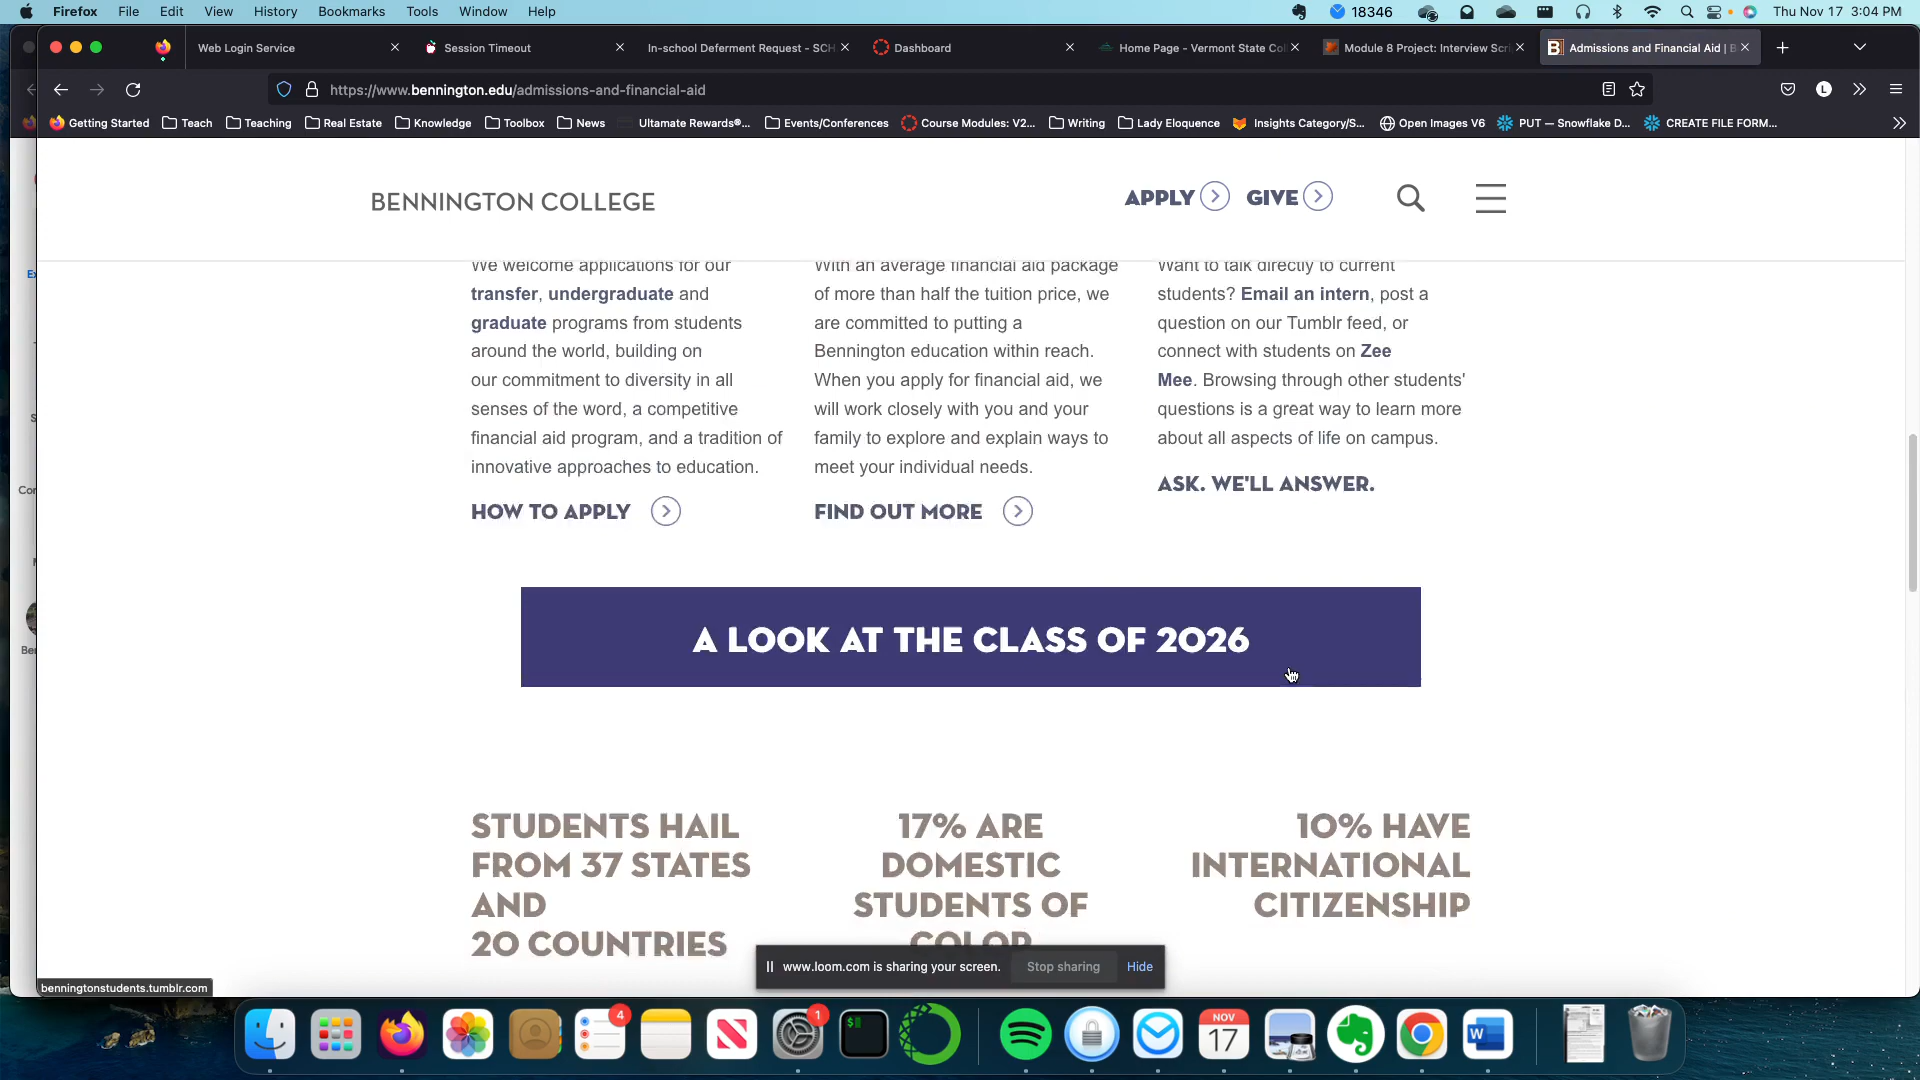 Firefox File Edit View History Bookmarks Tools Window Help 18346 Thu Nov 17 3:04 PM
Web Login Service Session Timeout In-school Deferment Request - SCH Dashboard Home Page - Vermont State Col Module 8 Project: Interview Scri Admissions and Financial Aid | B
https://www.bennington.edu/admissions-and-financial-aid L
Getting Started Teach Teaching Real Estate Knowledge Toolbox News Ultamate Rewards®... Events/Conferences Course Modules: V2... Writing Lady Eloquence Insights Category/S... Open Images V6 PUT — Snowflake D... CREATE FILE FORM...
BENNINGTON COLLEGE APPLY GIVE
We welcome applications for our
transfer, undergraduate and
graduate programs from students
around the world, building on
our commitment to diversity in all
senses of the word, a competitive
financial aid program, and a tradition of
innovative approaches to education.
HOW TO APPLY
With an average financial aid package
of more than half the tuition price, we
are committed to putting a
Bennington education within reach.
When you apply for financial aid, we
will work closely with you and your
family to explore and explain ways to
meet your individual needs.
FIND OUT MORE
Want to talk directly to current
students? Email an intern, post a
question on our Tumblr feed, or
connect with students on Zee
Mee. Browsing through other students'
questions is a great way to learn more
about all aspects of life on campus.
ASK. WE'LL ANSWER.
A LOOK AT THE CLASS OF 2026
STUDENTS HAIL
FROM 37 STATES
AND
20 COUNTRIES
17% ARE
DOMESTIC
STUDENTS OF
COLOR
10% HAVE
INTERNATIONAL
CITIZENSHIP
www.loom.com is sharing your screen. Stop sharing Hide
benningtonstudents.tumblr.com
4
1
NOV
17
W